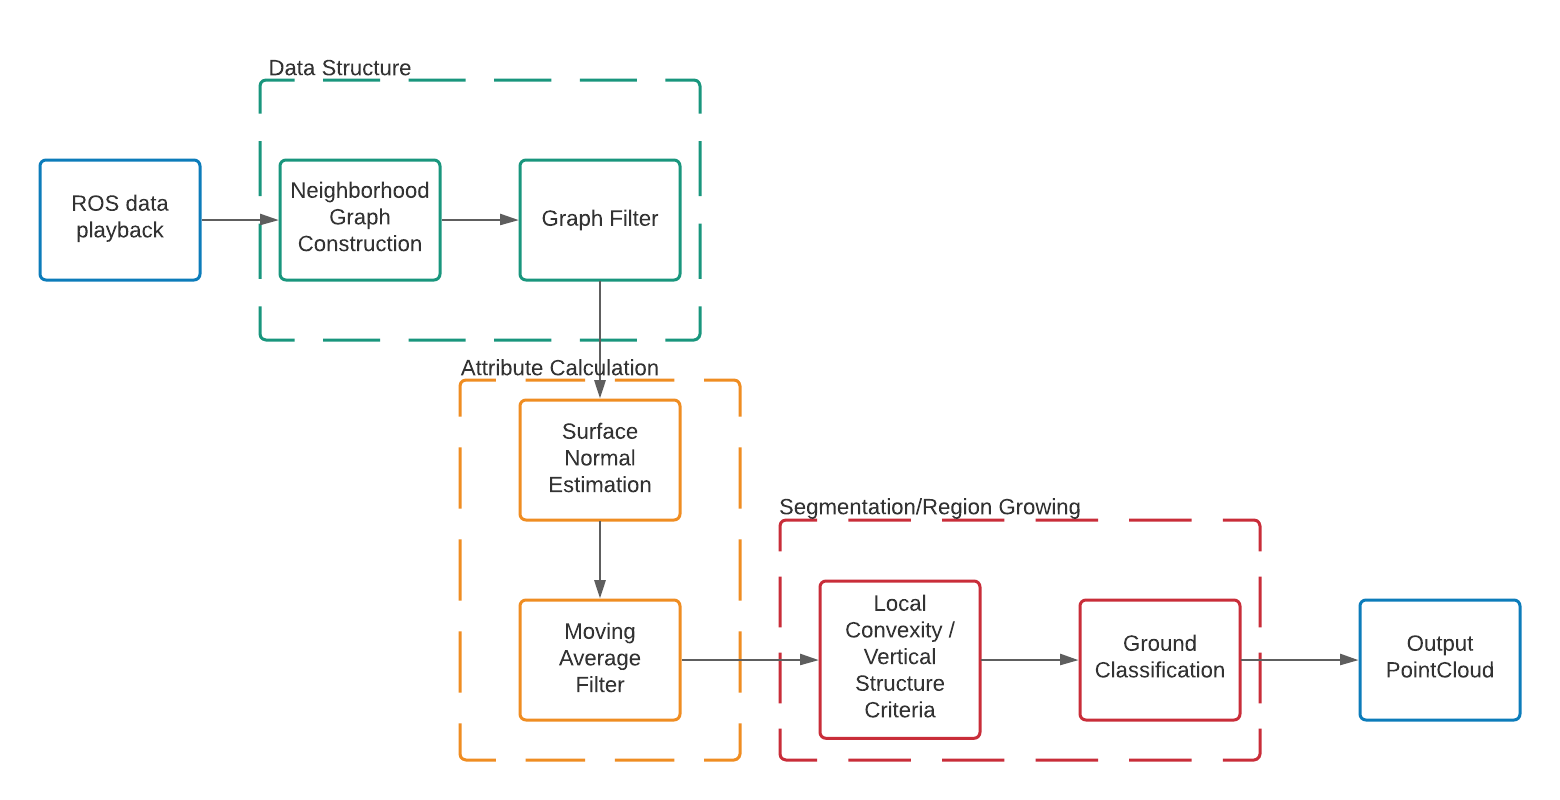 Data Structure
ROS data
playback
Neighborhood
Graph
Construction
Graph Filter
Attribute Calculation
Surface
Normal
Estimation
Moving
Average
Filter
Segmentation/Region Growing
Local
Convexity /
Vertical
Structure
Criteria
Ground
Classification
Output
PointCloud